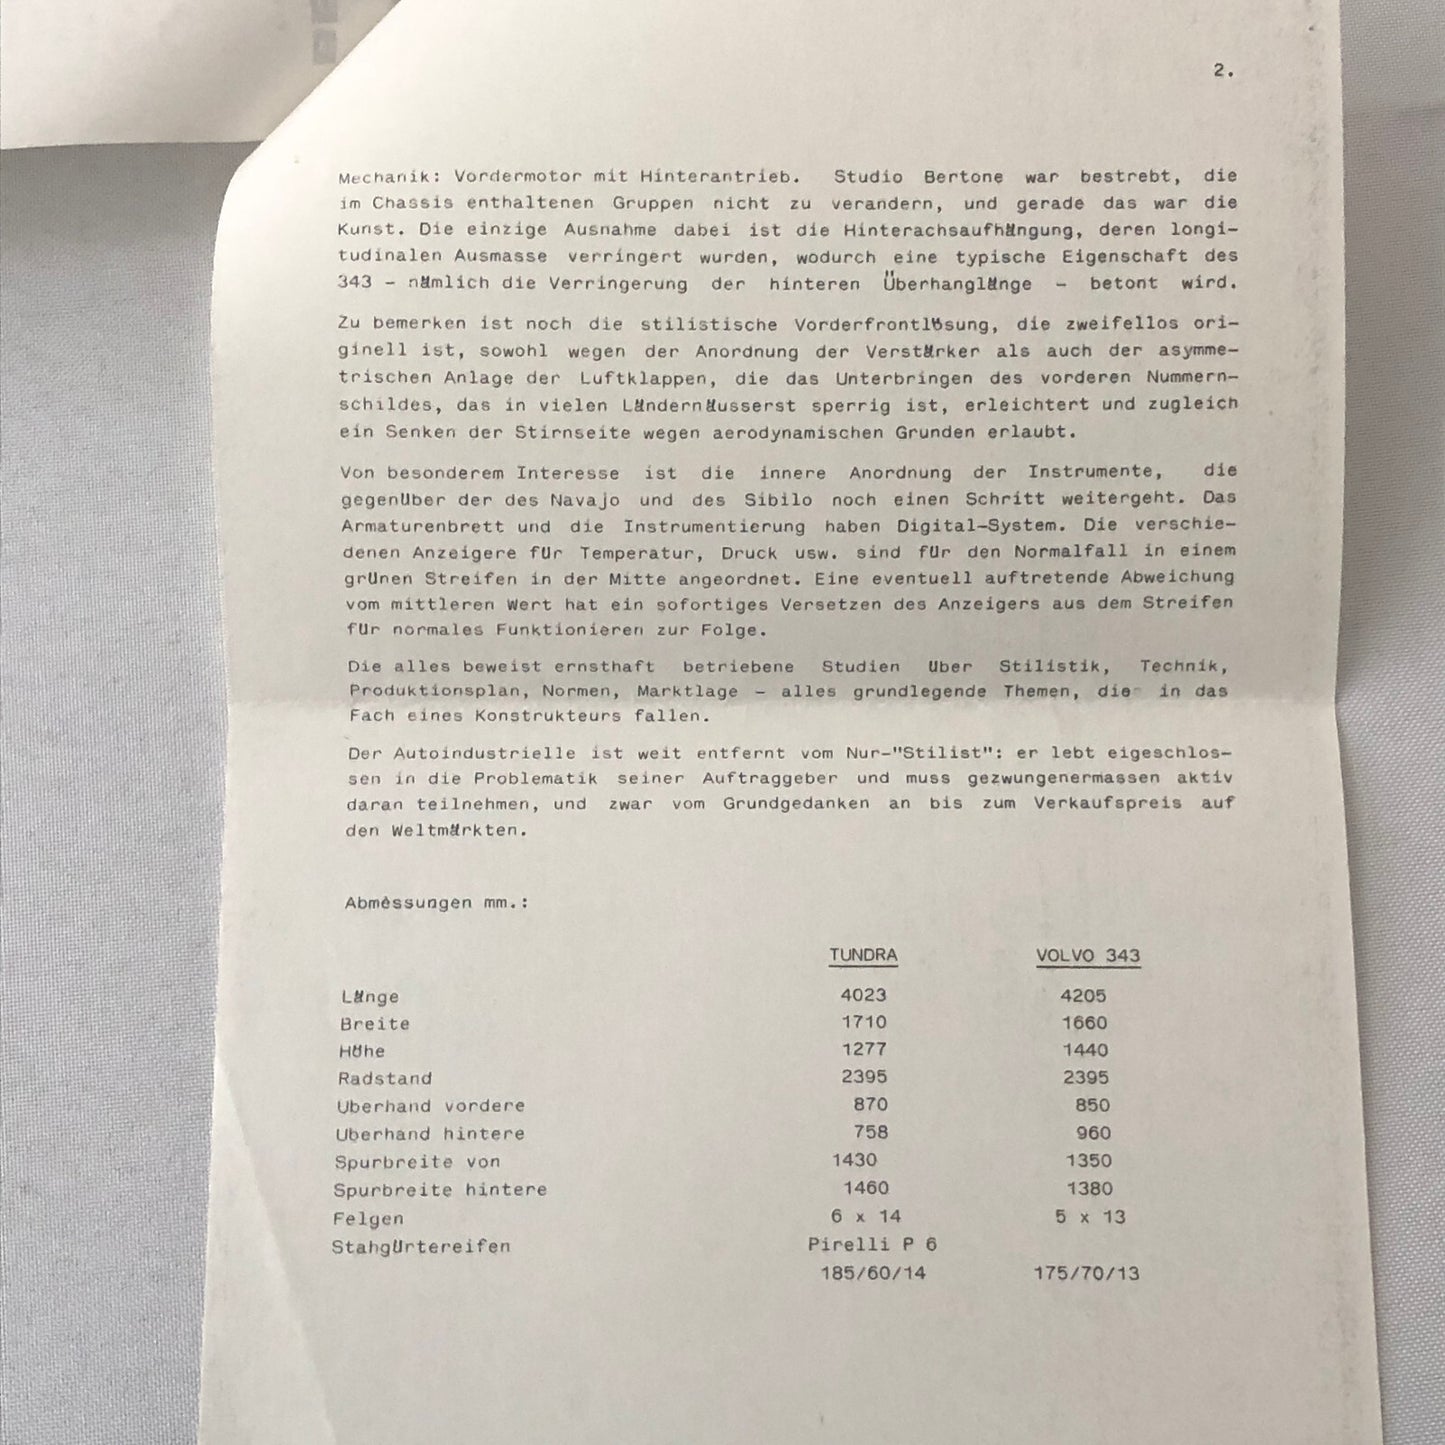 2.
Mechanik: Vordermotor mit Hinterantrieb. Studio Bertone war bestrebt, die
im Chassis enthaltenen Gruppen nicht zu verandern, und gerade das war die
Kunst. Die einzige Ausnahme dabei ist die Hinterachsaufhängung, deren longi-
tudinalen Ausmasse verringert wurden, wodurch eine typische Eigenschaft des
343 - nämlich die Verringerung der hinteren Überhanglänge - betont wird.
Zu bemerken ist noch die stilistische Vorderfrontlösung, die zweifellos ori-
ginell ist, sowohl wegen der Anordnung der Verstärker als auch der asymme-
trischen Anlage der Luftklappen, die das Unterbringen des vorderen Nummern-
schildes, das in vielen Ländernäusserst sperrig ist, erleichtert und zugleich
ein Senken der Stirnseite wegen aerodynamischen Grunden erlaubt.
Von besonderem Interesse ist die innere Anordnung der Instrumente, die
gegenüber der des Navajo und des Sibilo noch einen Schritt weitergeht. Das
Armaturenbrett und die Instrumentierung haben Digital-System. Die verschie-
denen Anzeigere für Temperatur, Druck usw. sind für den Normalfall in einem
grünen Streifen in der Mitte angeordnet. Eine eventuell auftretende Abweichung
vom mittleren Wert hat ein sofortiges Versetzen des Anzeigers aus dem Streifen
für normales Funktionieren zur Folge.
Die alles beweist ernsthaft betriebene Studien Uber Stilistik, Technik,
Produktionsplan, Normen, Marktlage - alles grundlegende Themen, die in das
Fach eines Konstrukteurs fallen.
Der Autoindustrielle ist weit entfernt vom Nur-"Stilist": er lebt eigeschlos-
sen in die Problematik seiner Auftraggeber und muss gezwungenermassen aktiv
daran teilnehmen, und zwar vom Grundgedanken an bis zum Verkaufspreis auf
den Weltmärkten.
Abmêssungen mm.:
TUNDRA VOLVO 343
Länge 4023 4205
Breite 1710 1660
Höhe 1277 1440
Radstand 2395 2395
Uberhand vordere 870 850
Uberhand hintere 758 960
Spurbreite von 1430 1350
Spurbreite hintere 1460 1380
Felgen 6 x 14 5 x 13
Stahgürtereifen Pirelli P 6
185/60/14 175/70/13